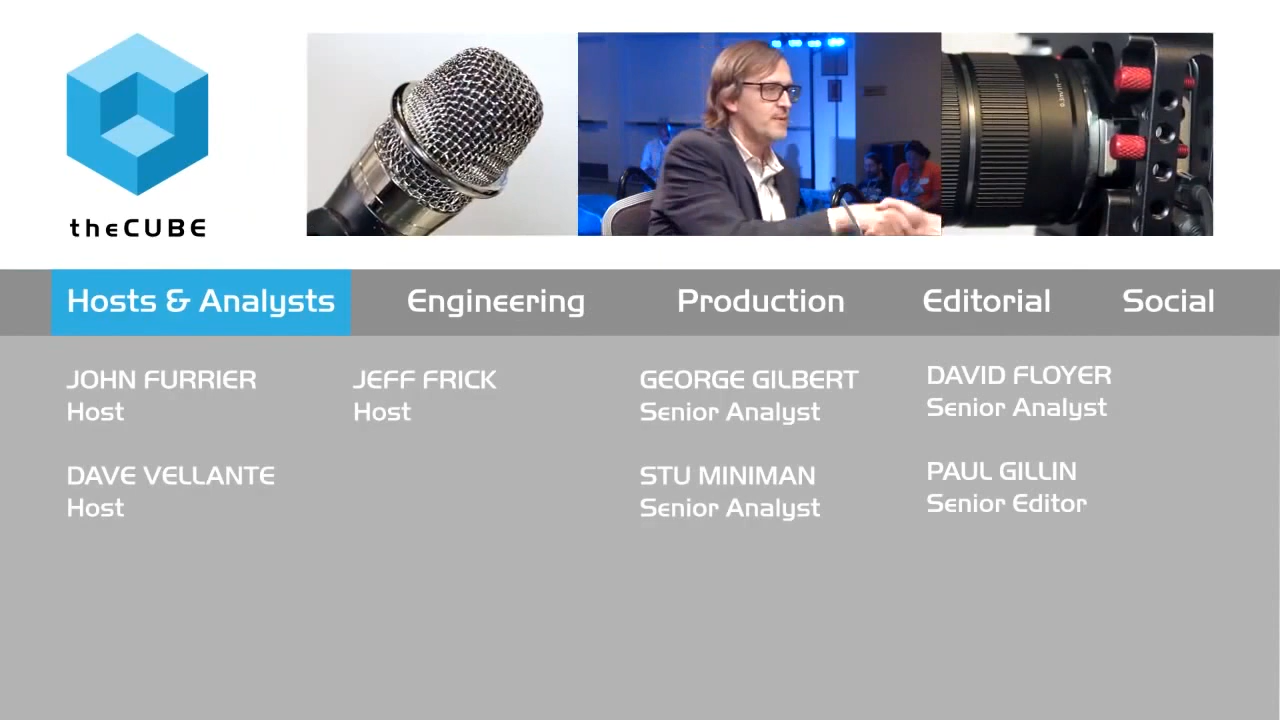 theCUBE
Hosts & Analysts
Engineering
Production
Editorial
Social
JOHN FURRIER
Host
JEFF FRICK
Host
GEORGE GILBERT
Senior Analyst
DAVID FLOYER
Senior Analyst
DAVE VELLANTE
Host
STU MINIMAN
Senior Analyst
PAUL GILLIN
Senior Editor